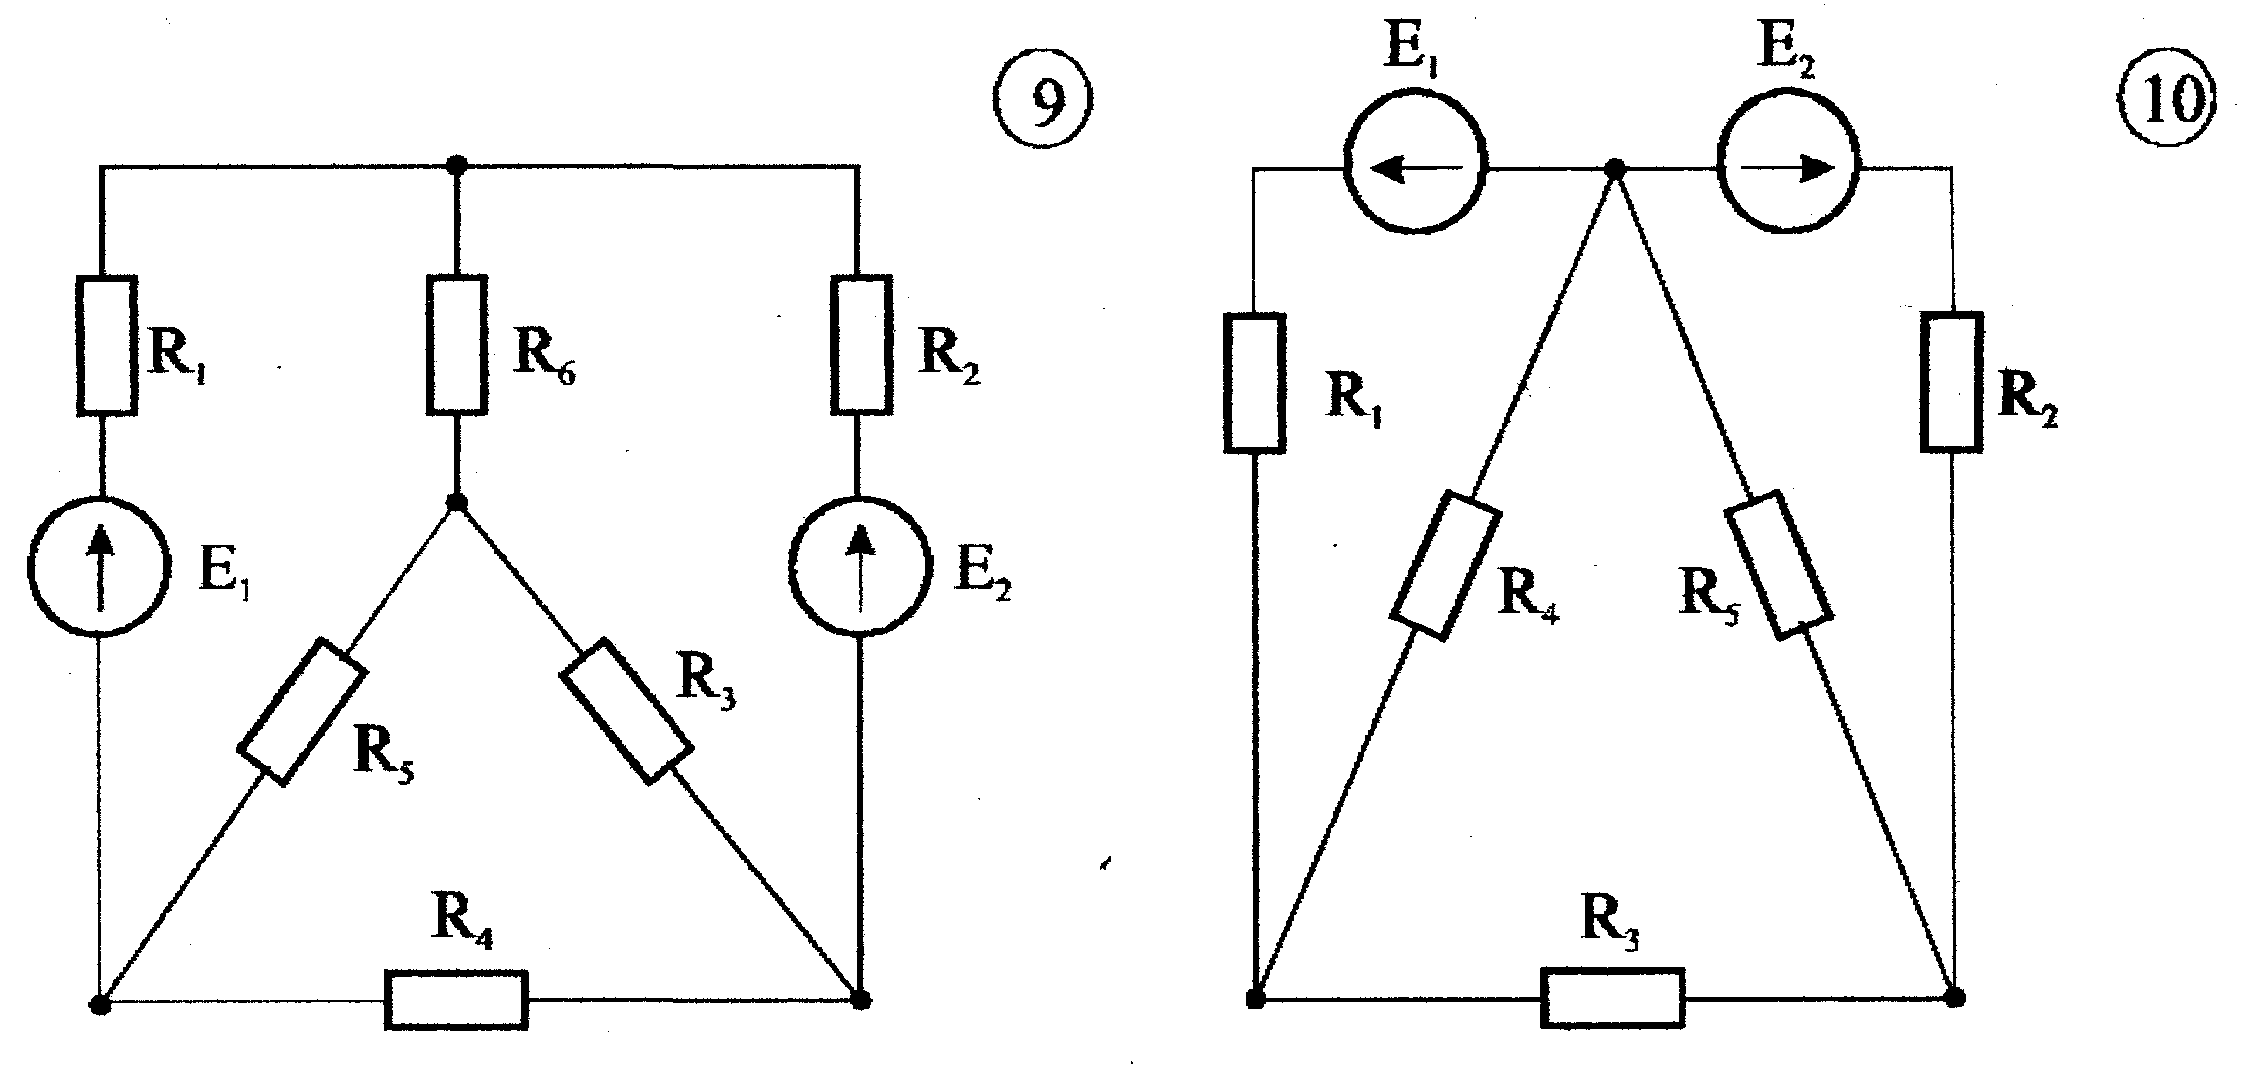 9
R₁
R₆
R₂
E₁
E₂
R₅
R₃
R₄
E₁
E₂
10
R₁
R₂
R₄
R₅
R₃